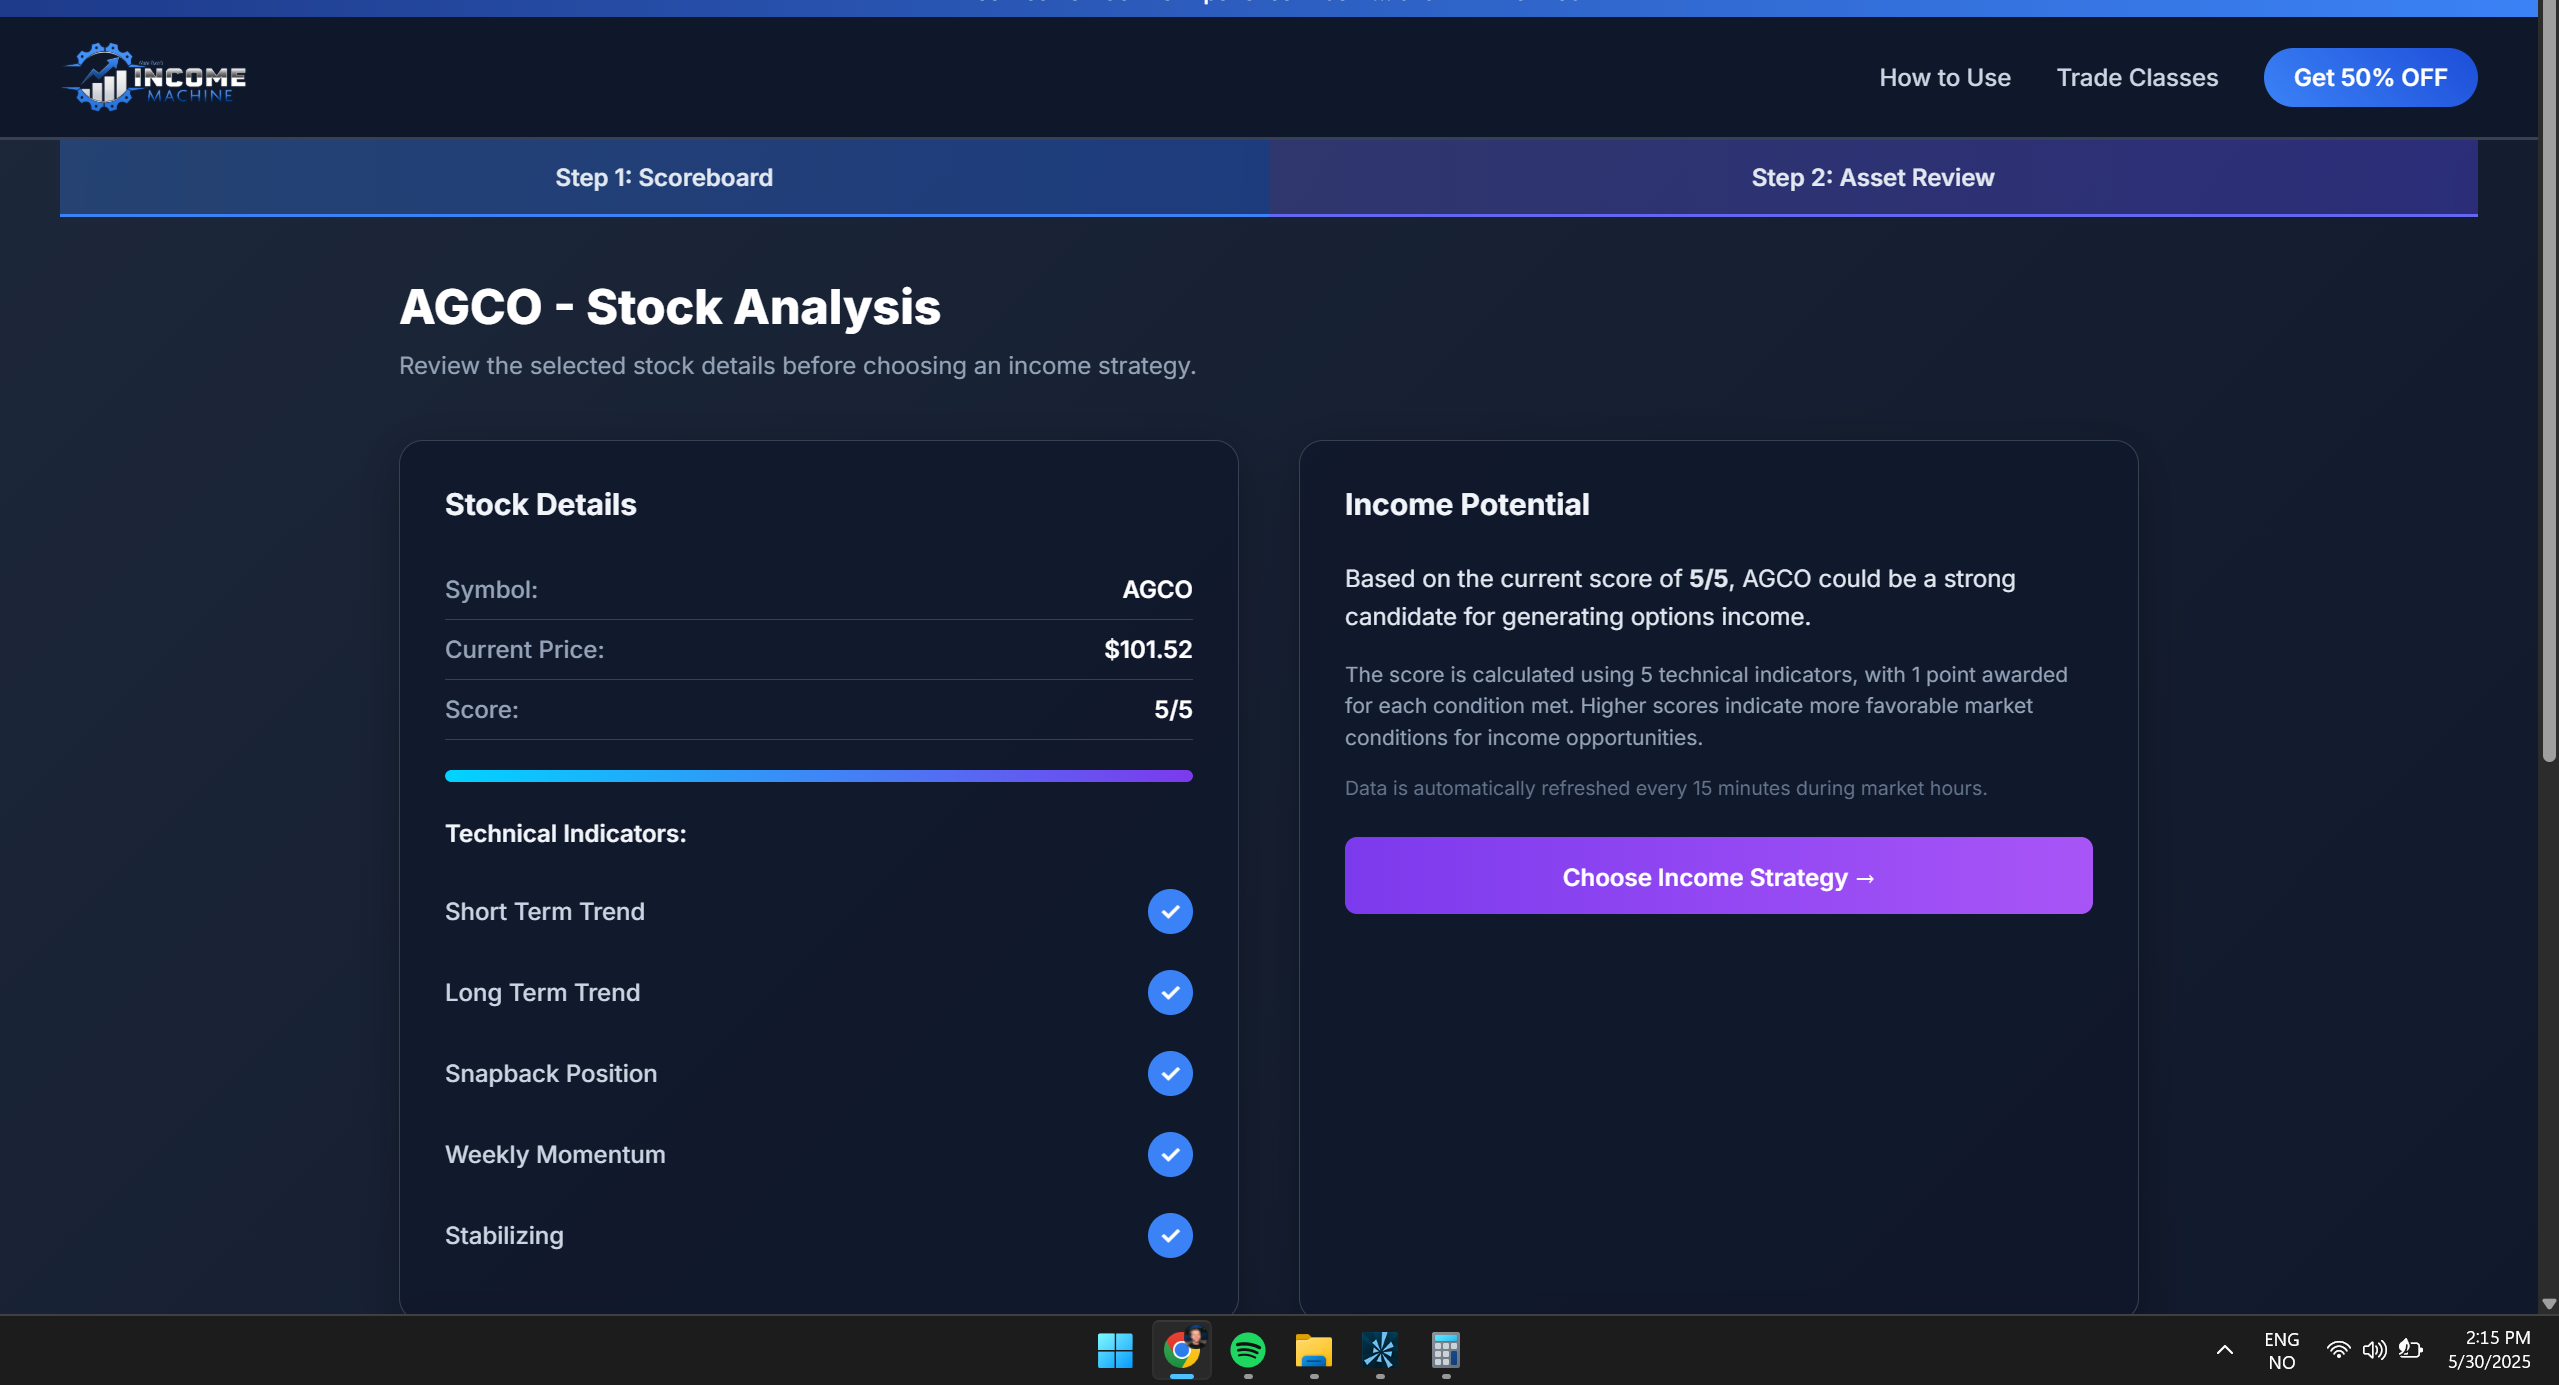 INCOME
MACHINE
How to Use
Trade Classes
Get 50% OFF
Step 1: Scoreboard
Step 2: Asset Review
AGCO - Stock Analysis
Review the selected stock details before choosing an income strategy.
Stock Details
Symbol:
AGCO
Current Price:
$101.52
Score:
5/5
Technical Indicators:
Short Term Trend
Long Term Trend
Snapback Position
Weekly Momentum
Stabilizing
Income Potential
Based on the current score of 5/5, AGCO could be a strong
candidate for generating options income.
The score is calculated using 5 technical indicators, with 1 point awarded
for each condition met. Higher scores indicate more favorable market
conditions for income opportunities.
Data is automatically refreshed every 15 minutes during market hours.
Choose Income Strategy →
ENG
NO
2:15 PM
5/30/2025